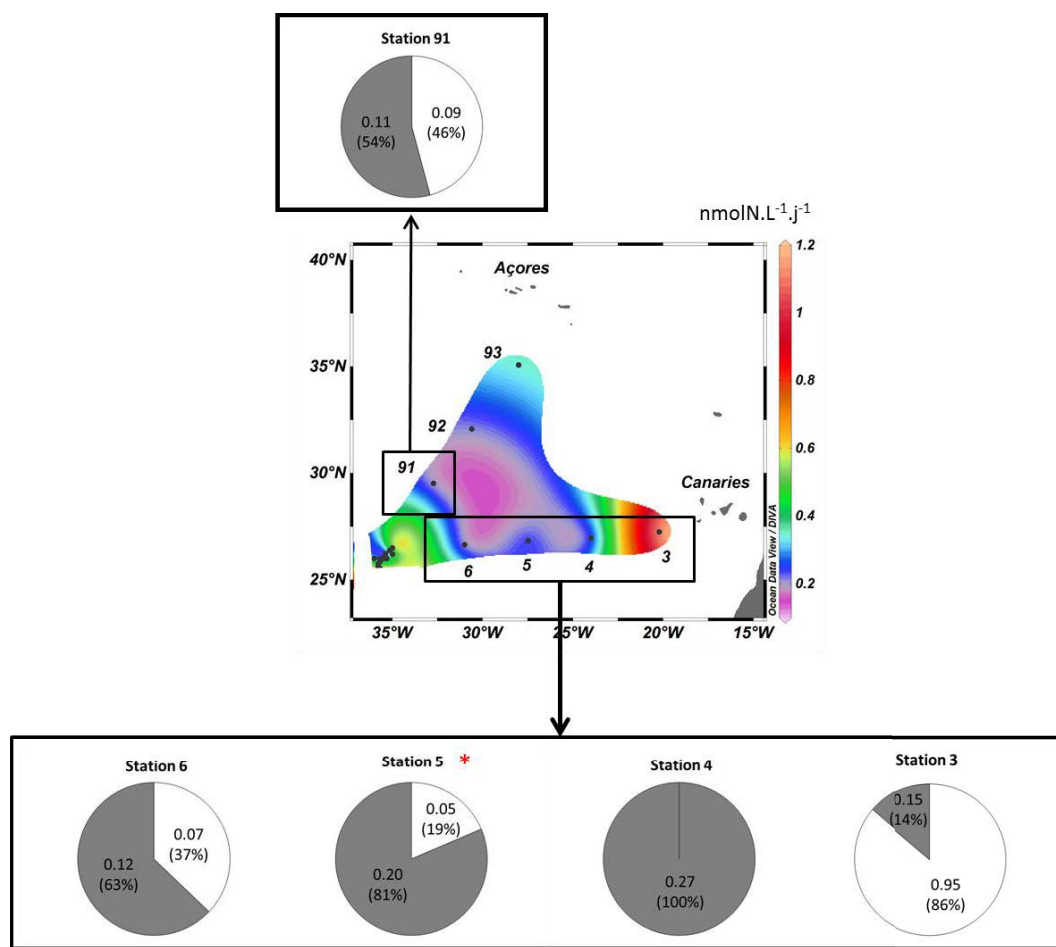 Station 91
0.11
(54%)
0.09
(46%)
nmolN.L⁻¹.j⁻¹
40°N
35°N
30°N
25°N
35°W
30°W
25°W
20°W
15°W
Açores
Canaries
93
92
91
6
5
4
3
1.2
1
0.8
0.6
0.4
0.2
Ocean Data View / DIVA
Station 6
0.07
(37%)
0.12
(63%)
Station 5 *
0.05
(19%)
0.20
(81%)
Station 4
0.27
(100%)
Station 3
0.15
(14%)
0.95
(86%)